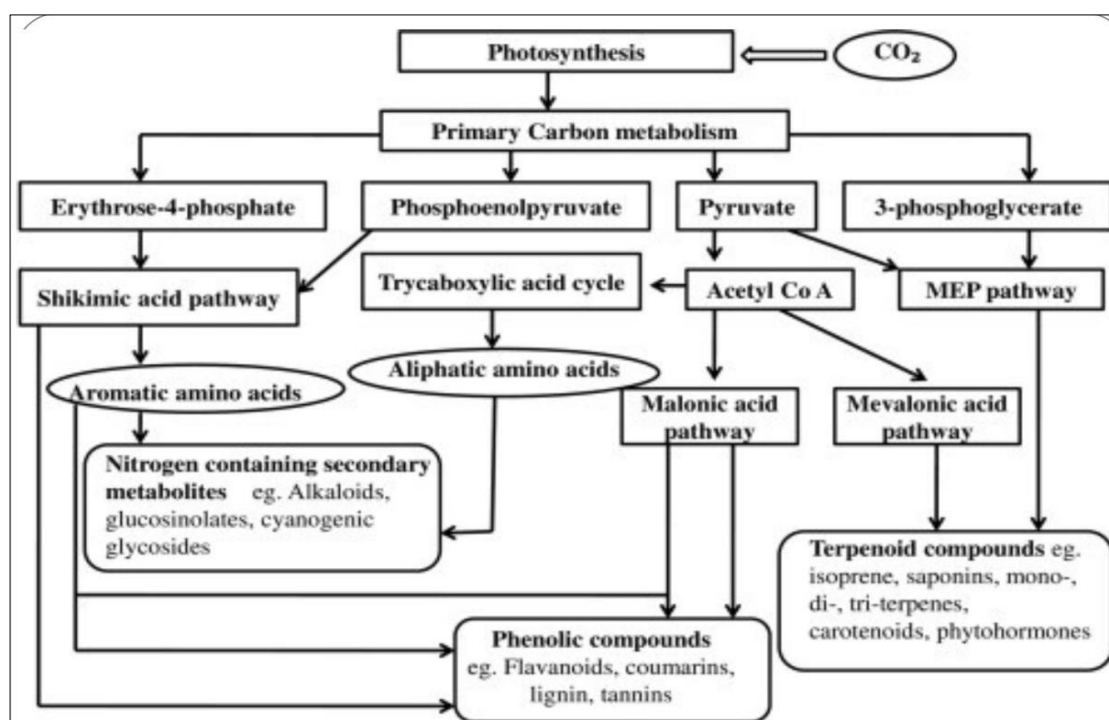 Photosynthesis
CO₂
Primary Carbon metabolism
Erythrose-4-phosphate
Phosphoenolpyruvate
Pyruvate
3-phosphoglycerate
Shikimic acid pathway
Trycaboxylic acid cycle
Acetyl Co A
MEP pathway
Aromatic amino acids
Aliphatic amino acids
Malonic acid
pathway
Mevalonic acid
pathway
Nitrogen containing secondary
metabolites eg. Alkaloids,
glucosinolates, cyanogenic
glycosides
Terpenoid compounds eg.
isoprene, saponins, mono-,
di-, tri-terpenes,
carotenoids, phytohormones
Phenolic compounds
eg. Flavanoids, coumarins,
lignin, tannins